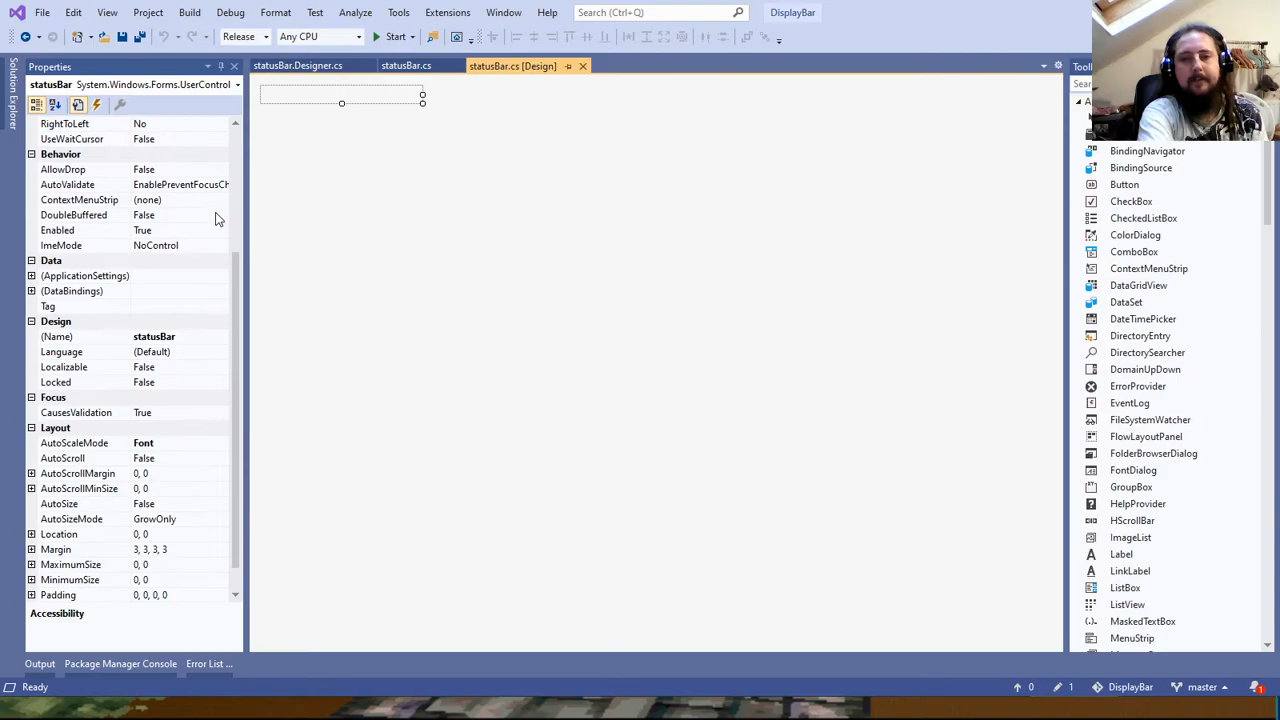 File Edit View Project Build Debug Format Test Analyze Tools Extensions Window Help Search (Ctrl+Q) DisplayBar
Release Any CPU Start
Solution Explorer
Properties
statusBar System.Windows.Forms.UserControl
RightToLeft No
UseWaitCursor False
Behavior
AllowDrop False
AutoValidate EnablePreventFocusCh
ContextMenuStrip (none)
DoubleBuffered False
Enabled True
ImeMode NoControl
Data
(ApplicationSettings)
(DataBindings)
Tag
Design
(Name) statusBar
Language (Default)
Localizable False
Locked False
Focus
CausesValidation True
Layout
AutoScaleMode Font
AutoScroll False
AutoScrollMargin 0, 0
AutoScrollMinSize 0, 0
AutoSize False
AutoSizeMode GrowOnly
Location 0, 0
Margin 3, 3, 3, 3
MaximumSize 0, 0
MinimumSize 0, 0
Padding 0, 0, 0, 0
Accessibility
statusBar.Designer.cs statusBar.cs statusBar.cs [Design]
BindingNavigator
BindingSource
Button
CheckBox
CheckedListBox
ColorDialog
ComboBox
ContextMenuStrip
DataGridView
DataSet
DateTimePicker
DirectoryEntry
DirectorySearcher
DomainUpDown
ErrorProvider
EventLog
FileSystemWatcher
FlowLayoutPanel
FolderBrowserDialog
FontDialog
GroupBox
HelpProvider
HScrollBar
ImageList
Label
LinkLabel
ListBox
ListView
MaskedTextBox
MenuStrip
Output Package Manager Console Error List ...
Ready 0 1 DisplayBar master 1